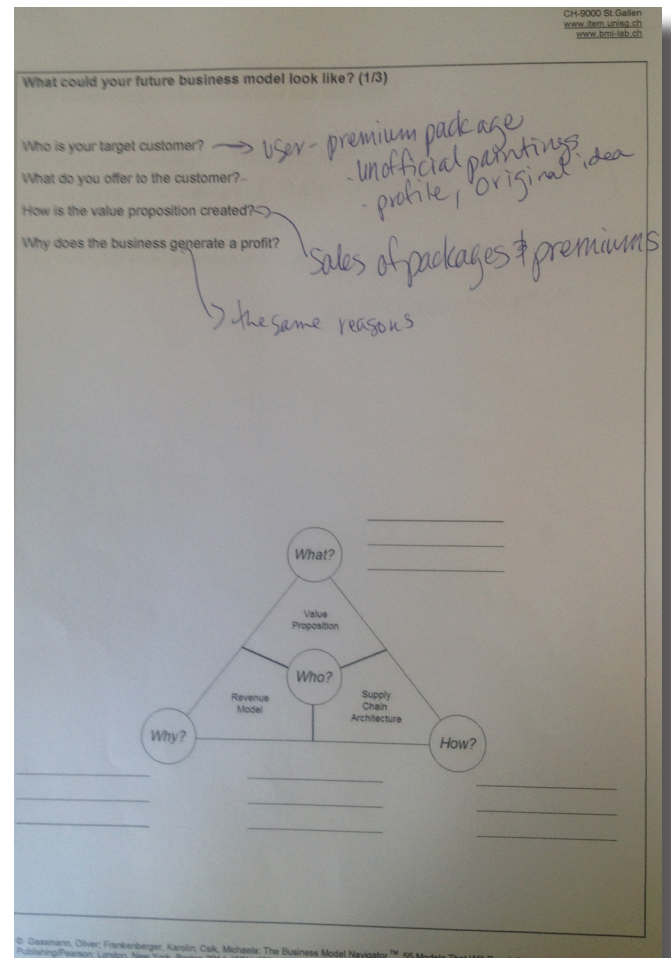 CH-9000 St.Gallen
www.item.unisg.ch
www.bmi-lab.ch
What could your future business model look like? (1/3)
Who is your target customer? → user - premium package
- unofficial paintings
What do you offer to the customer?
- profile, original idea
How is the value proposition created?
Why does the business generate a profit?
sales of packages & premiums
the same reasons
What?
Value
Proposition
Who?
Revenue
Model
Supply
Chain
Architecture
Why?
How?
© Gassmann, Oliver; Frankenberger, Karolin; Csik, Michaela: The Business Model Navigator™ 55 Models That
Publishing/Pearson: London, New York,